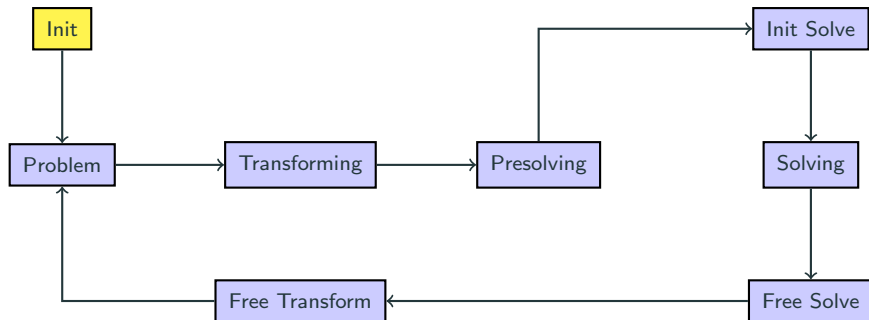 Init
Init Solve
Problem
Transforming
Presolving
Solving
Free Transform
Free Solve